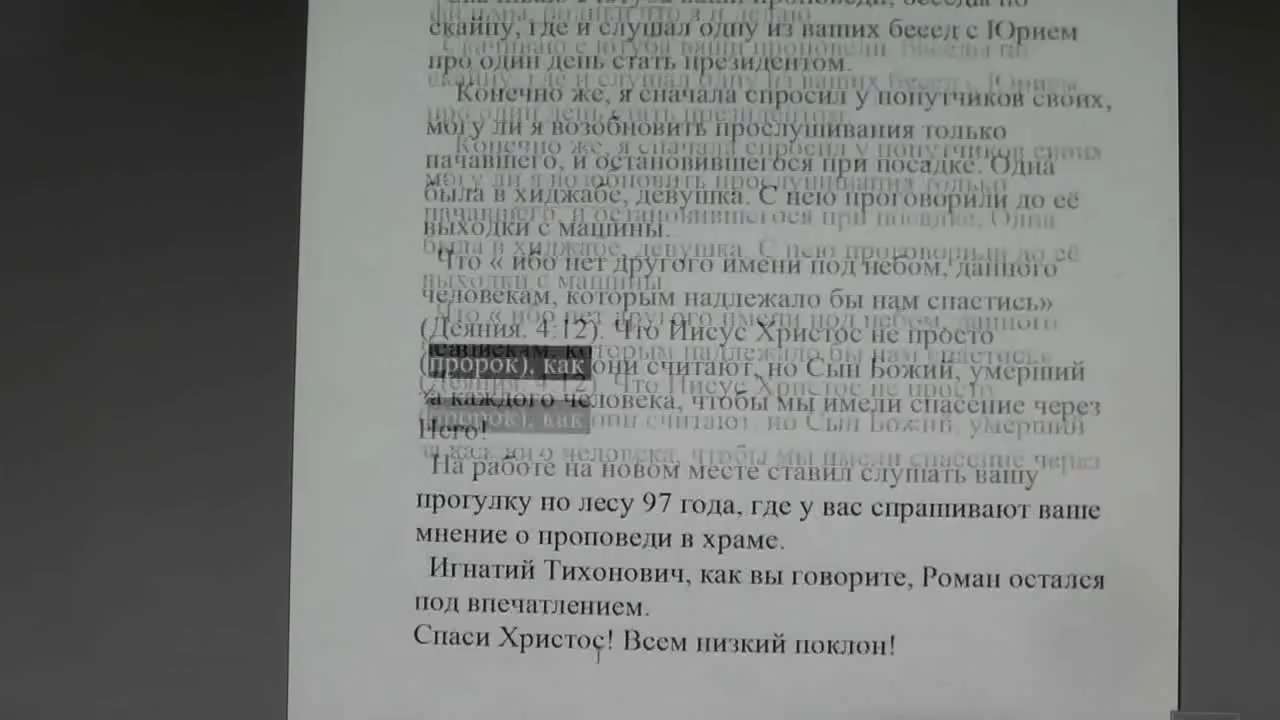 скайпу, где и слушал одну из ваших бесед с Юрием
про один день стать президентом.
Конечно же, я сначала спросил у попутчиков своих,
могу ли я возобновить прослушивания только
начавшего, и остановившегося при посадке. Одна
была в хиджабе, девушка. С нею проговорили до её
выходки с машины.
Что « ибо нет другого имени под небом, данного
человекам, которым надлежало бы нам спастись»
(Деяния. 4:12). Что Иисус Христос не просто
(пророк), как они считают, но Сын Божий, умерший
за каждого человека, чтобы мы имели спасение через
Него!
На работе на новом месте ставил слушать вашу
прогулку по лесу 97 года, где у вас спрашивают ваше
мнение о проповеди в храме.
Игнатий Тихонович, как вы говорите, Роман остался
под впечатлением.
Спаси Христос! Всем низкий поклон!